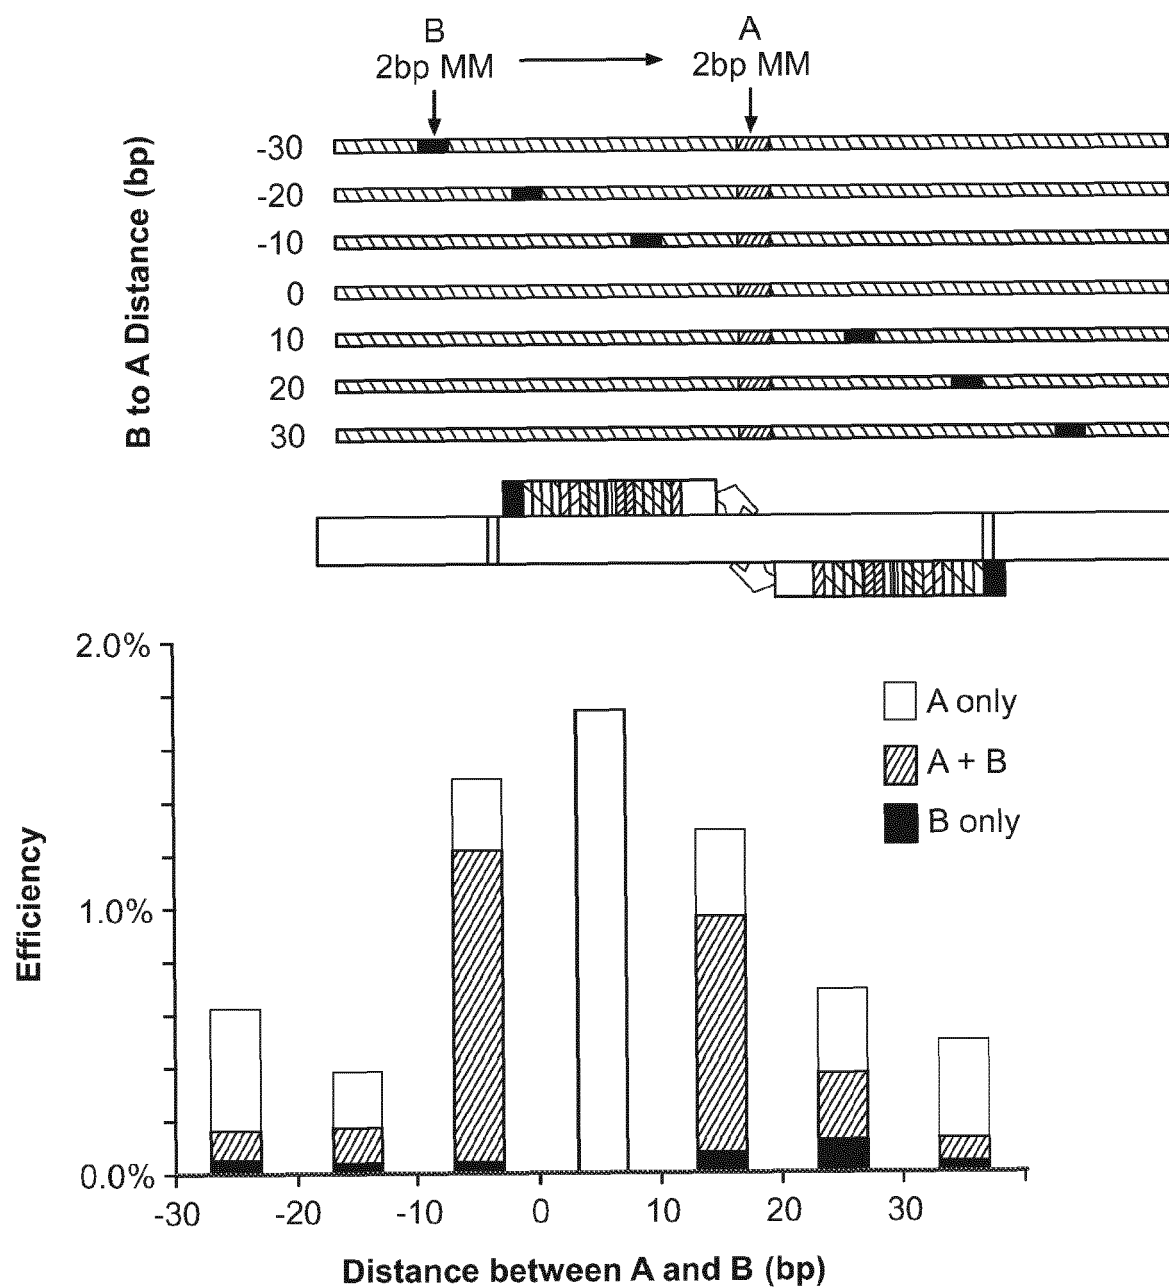 B A
2bp MM 2bp MM
B to A Distance (bp)
-30
-20
-10
0
10
20
30
2.0%
1.0%
0.0%
Efficiency
A only
A + B
B only
-30 -20 -10 0 10 20 30
Distance between A and B (bp)